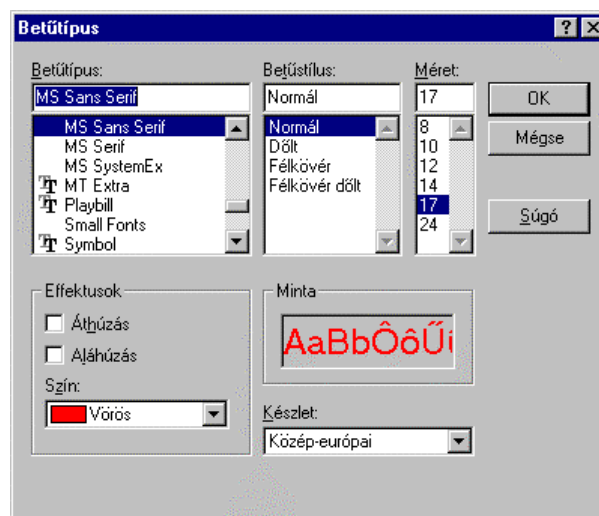 Betűtípus
Betűtípus:
MS Sans Serif
MS Sans Serif
MS Serif
MS SystemEx
MT Extra
Playbill
Small Fonts
Symbol
Betűstílus:
Normál
Normál
Dőlt
Félkövér
Félkövér dőlt
Méret:
17
8
10
12
14
17
24
OK
Mégse
Súgó
Effektusok
Áthúzás
Aláhúzás
Szín:
Vörös
Minta
AaBbÔôŰű
Készlet:
Közép-európai